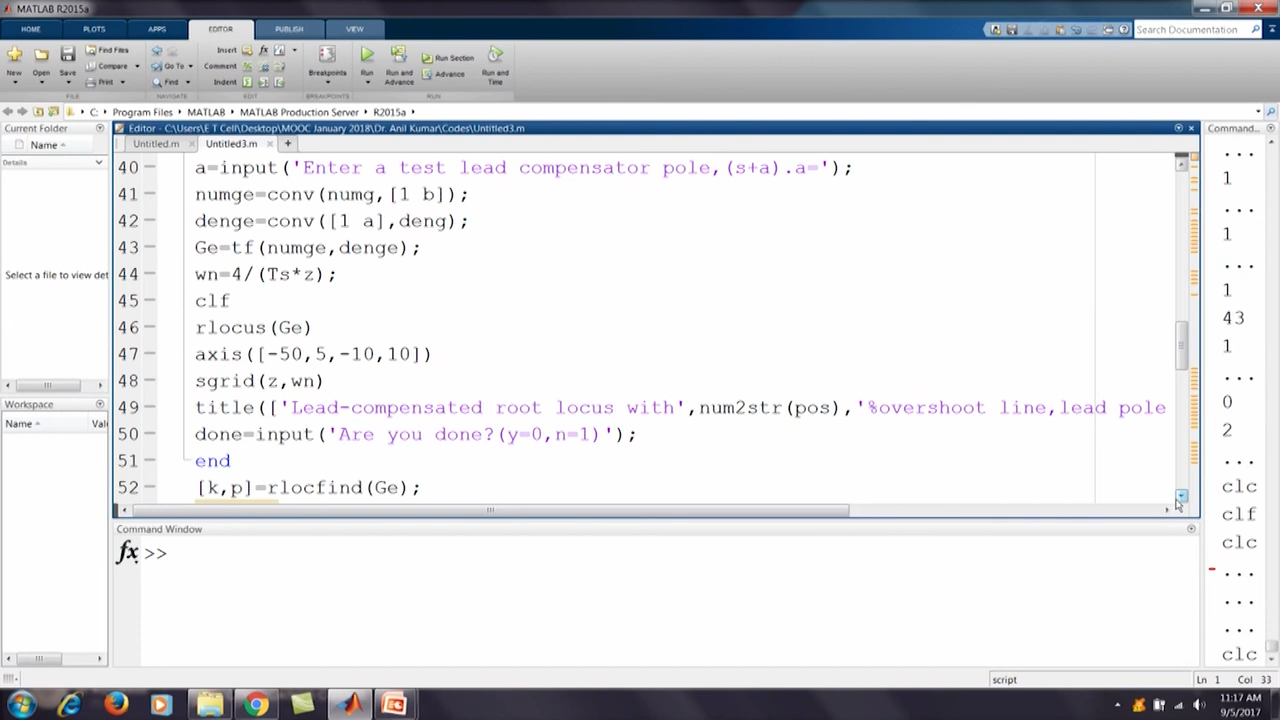 MATLAB R2015a
HOME PLOTS APPS EDITOR PUBLISH VIEW
Search Documentation
New Open Save Find Files Compare Print
Go To Find
Insert Comment Indent
Breakpoints
Run Run and Advance Run Section Advance Run and Time
FILE NAVIGATE EDIT BREAKPOINTS RUN
C: Program Files MATLAB MATLAB Production Server R2015a
Current Folder
Name
Details
Select a file to view det
Workspace
Name Val
Editor - C:\Users\E T Cell\Desktop\MOOC January 2018\Dr. Anil Kumar\Codes\Untitled3.m
Untitled.m Untitled3.m
40 a=input('Enter a test lead compensator pole,(s+a).a=');
41 numge=conv(numg,[1 b]);
42 denge=conv([1 a],deng);
43 Ge=tf(numge,denge);
44 wn=4/(Ts*z);
45 clf
46 rlocus(Ge)
47 axis([-50,5,-10,10])
48 sgrid(z,wn)
49 title(['Lead-compensated root locus with',num2str(pos),'%overshoot line,lead pole
50 done=input('Are you done?(y=0,n=1)');
51 end
52 [k,p]=rlocfind(Ge);
Command Window
fx >>
Command...
...
1
...
1
...
1
43
1
...
0
2
...
clc
clf
clc
...
...
...
clc
script Ln 1 Col 33
11:17 AM
9/5/2017